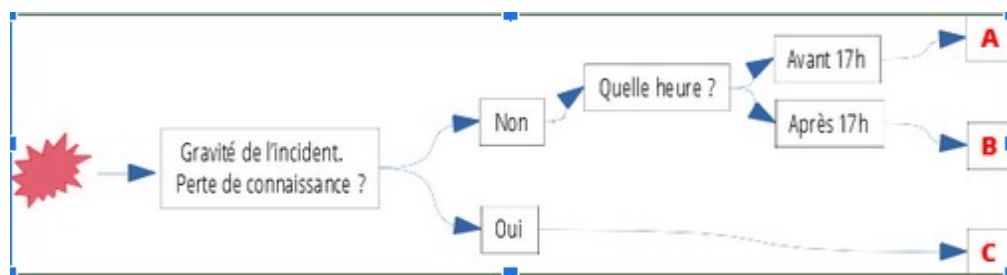 Gravité de l'incident.
Perte de connaissance ?
Non
Quelle heure ?
Avant 17h
A
Après 17h
B
Oui
C